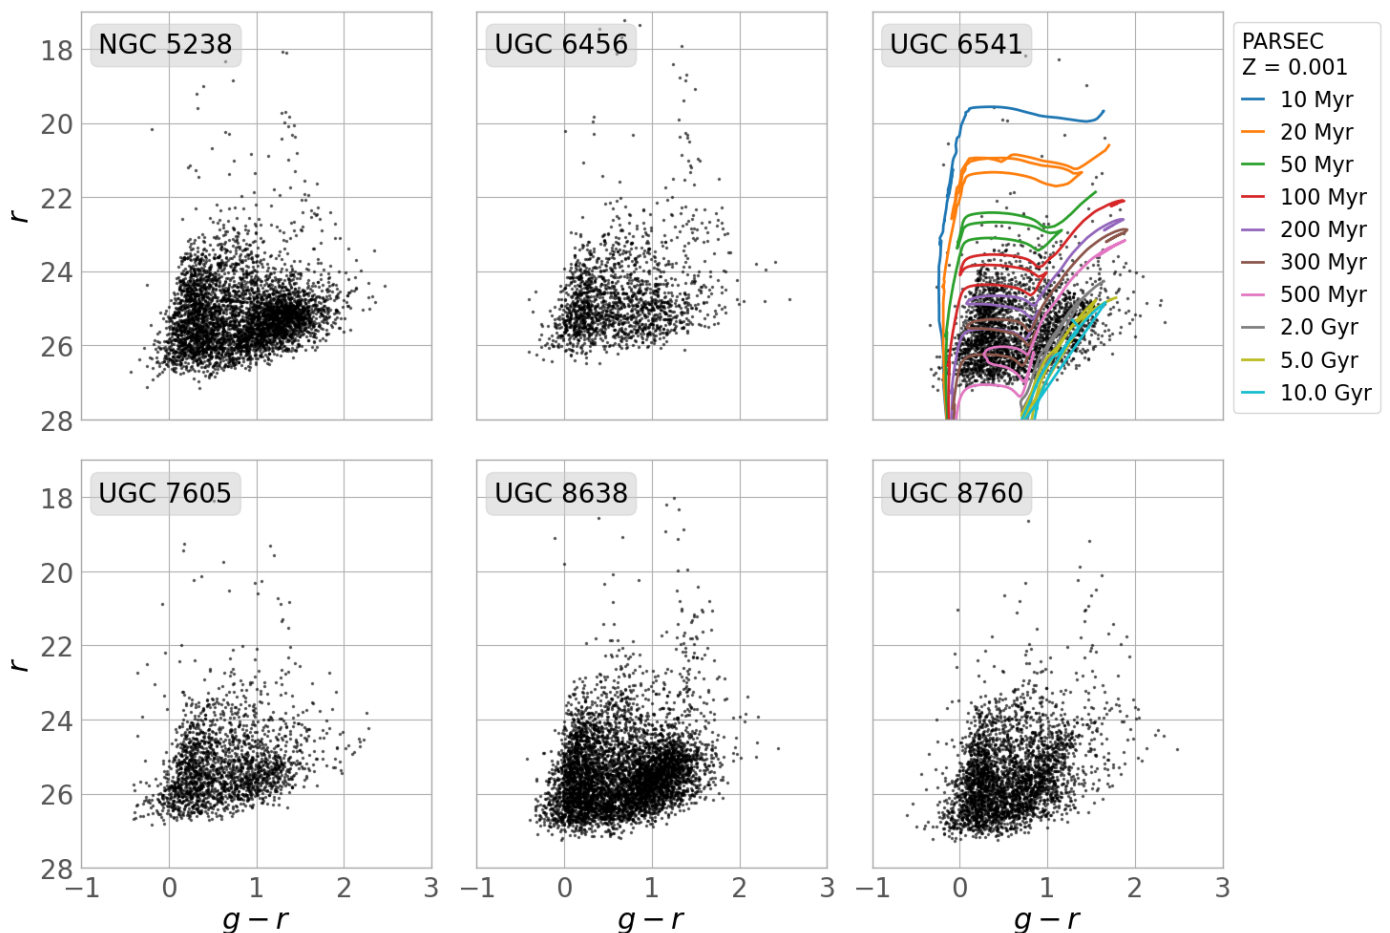 NGC 5238
UGC 6456
UGC 6541
PARSEC
Z = 0.001
10 Myr
20 Myr
50 Myr
100 Myr
200 Myr
300 Myr
500 Myr
2.0 Gyr
5.0 Gyr
10.0 Gyr
18
20
22
24
26
28
r
UGC 7605
UGC 8638
UGC 8760
18
20
22
24
26
28
r
−1 0 1 2 3
−1 0 1 2 3
−1 0 1 2 3
g − r
g − r
g − r